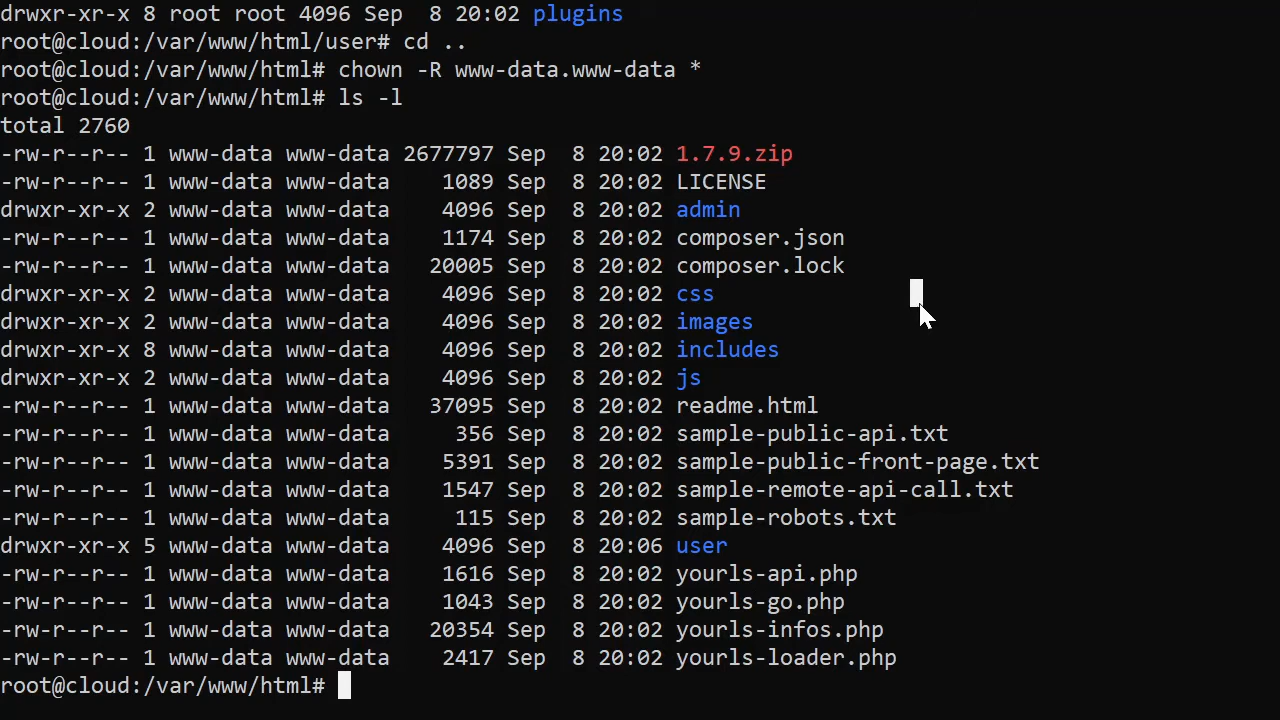 drwxr-xr-x 8 root root 4096 Sep  8 20:02 plugins
root@cloud:/var/www/html/user# cd ..
root@cloud:/var/www/html# chown -R www-data.www-data *
root@cloud:/var/www/html# ls -l
total 2760
-rw-r--r-- 1 www-data www-data 2677797 Sep  8 20:02 1.7.9.zip
-rw-r--r-- 1 www-data www-data    1089 Sep  8 20:02 LICENSE
drwxr-xr-x 2 www-data www-data    4096 Sep  8 20:02 admin
-rw-r--r-- 1 www-data www-data    1174 Sep  8 20:02 composer.json
-rw-r--r-- 1 www-data www-data   20005 Sep  8 20:02 composer.lock
drwxr-xr-x 2 www-data www-data    4096 Sep  8 20:02 css
drwxr-xr-x 2 www-data www-data    4096 Sep  8 20:02 images
drwxr-xr-x 8 www-data www-data    4096 Sep  8 20:02 includes
drwxr-xr-x 2 www-data www-data    4096 Sep  8 20:02 js
-rw-r--r-- 1 www-data www-data   37095 Sep  8 20:02 readme.html
-rw-r--r-- 1 www-data www-data     356 Sep  8 20:02 sample-public-api.txt
-rw-r--r-- 1 www-data www-data    5391 Sep  8 20:02 sample-public-front-page.txt
-rw-r--r-- 1 www-data www-data    1547 Sep  8 20:02 sample-remote-api-call.txt
-rw-r--r-- 1 www-data www-data     115 Sep  8 20:02 sample-robots.txt
drwxr-xr-x 5 www-data www-data    4096 Sep  8 20:06 user
-rw-r--r-- 1 www-data www-data    1616 Sep  8 20:02 yourls-api.php
-rw-r--r-- 1 www-data www-data    1043 Sep  8 20:02 yourls-go.php
-rw-r--r-- 1 www-data www-data   20354 Sep  8 20:02 yourls-infos.php
-rw-r--r-- 1 www-data www-data    2417 Sep  8 20:02 yourls-loader.php
root@cloud:/var/www/html#